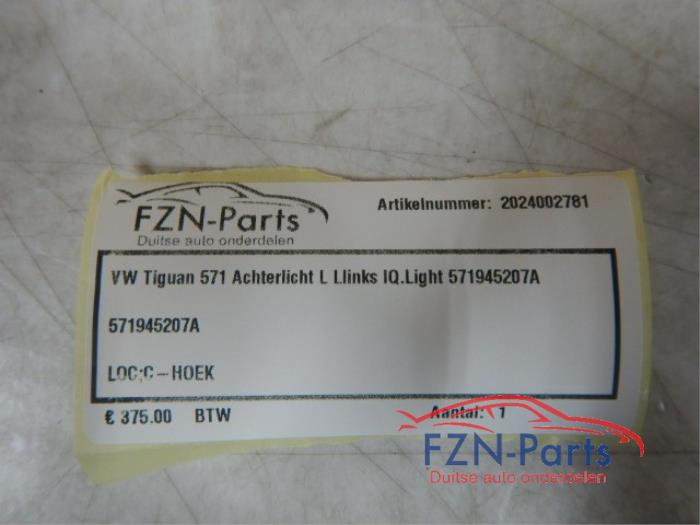 FZN-Parts
Duitse auto onderdelen
Artikelnummer: 2024002781
VW Tiguan 571 Achterlicht L Llinks IQ.Light 571945207A
571945207A
LOC;C-HOEK
€ 375.00 BTW
Aantal: 1
FZN-Parts
Duitse auto onderdelen